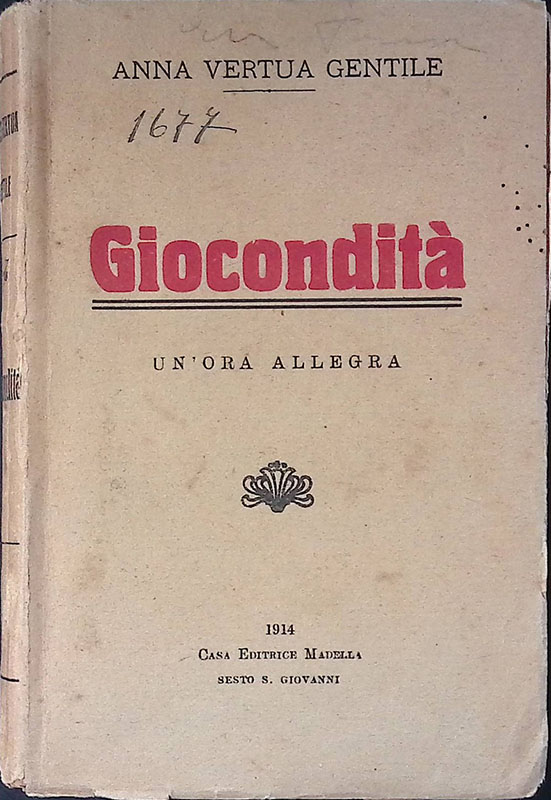 ANNA VERTUA GENTILE
1677
Giocondità
UN'ORA ALLEGRA
1914
CASA EDITRICE MADELLA
SESTO S. GIOVANNI